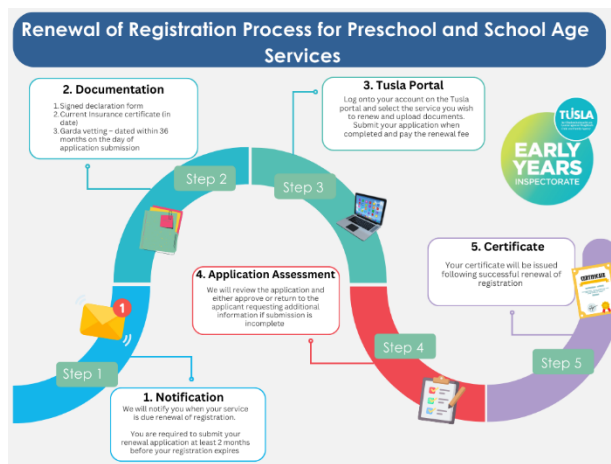 Renewal of Registration Process for Preschool and School Age
Services
2. Documentation
1. Signed declaration form
2. Current Insurance certificate (in
date)
3. Garda vetting – dated within 36
months on the day of
application submission
3. Tusla Portal
Log onto your account on the Tusla
portal and select the service you wish
to renew and upload documents.
Submit your application when
completed and pay the renewal fee
TUSLA
EARLY
YEARS
INSPECTORATE
Step 2
Step 3
5. Certificate
Your certificate will be issued
following successful renewal of
registration
CERTIFICATE
4. Application Assessment
We will review the application and
either approve or return to the
applicant requesting additional
information if submission is
incomplete
1
Step 1
Step 4
Step 5
1. Notification
We will notify you when your service
is due renewal of registration.
You are required to submit your
renewal application at least 2 months
before your registration expires